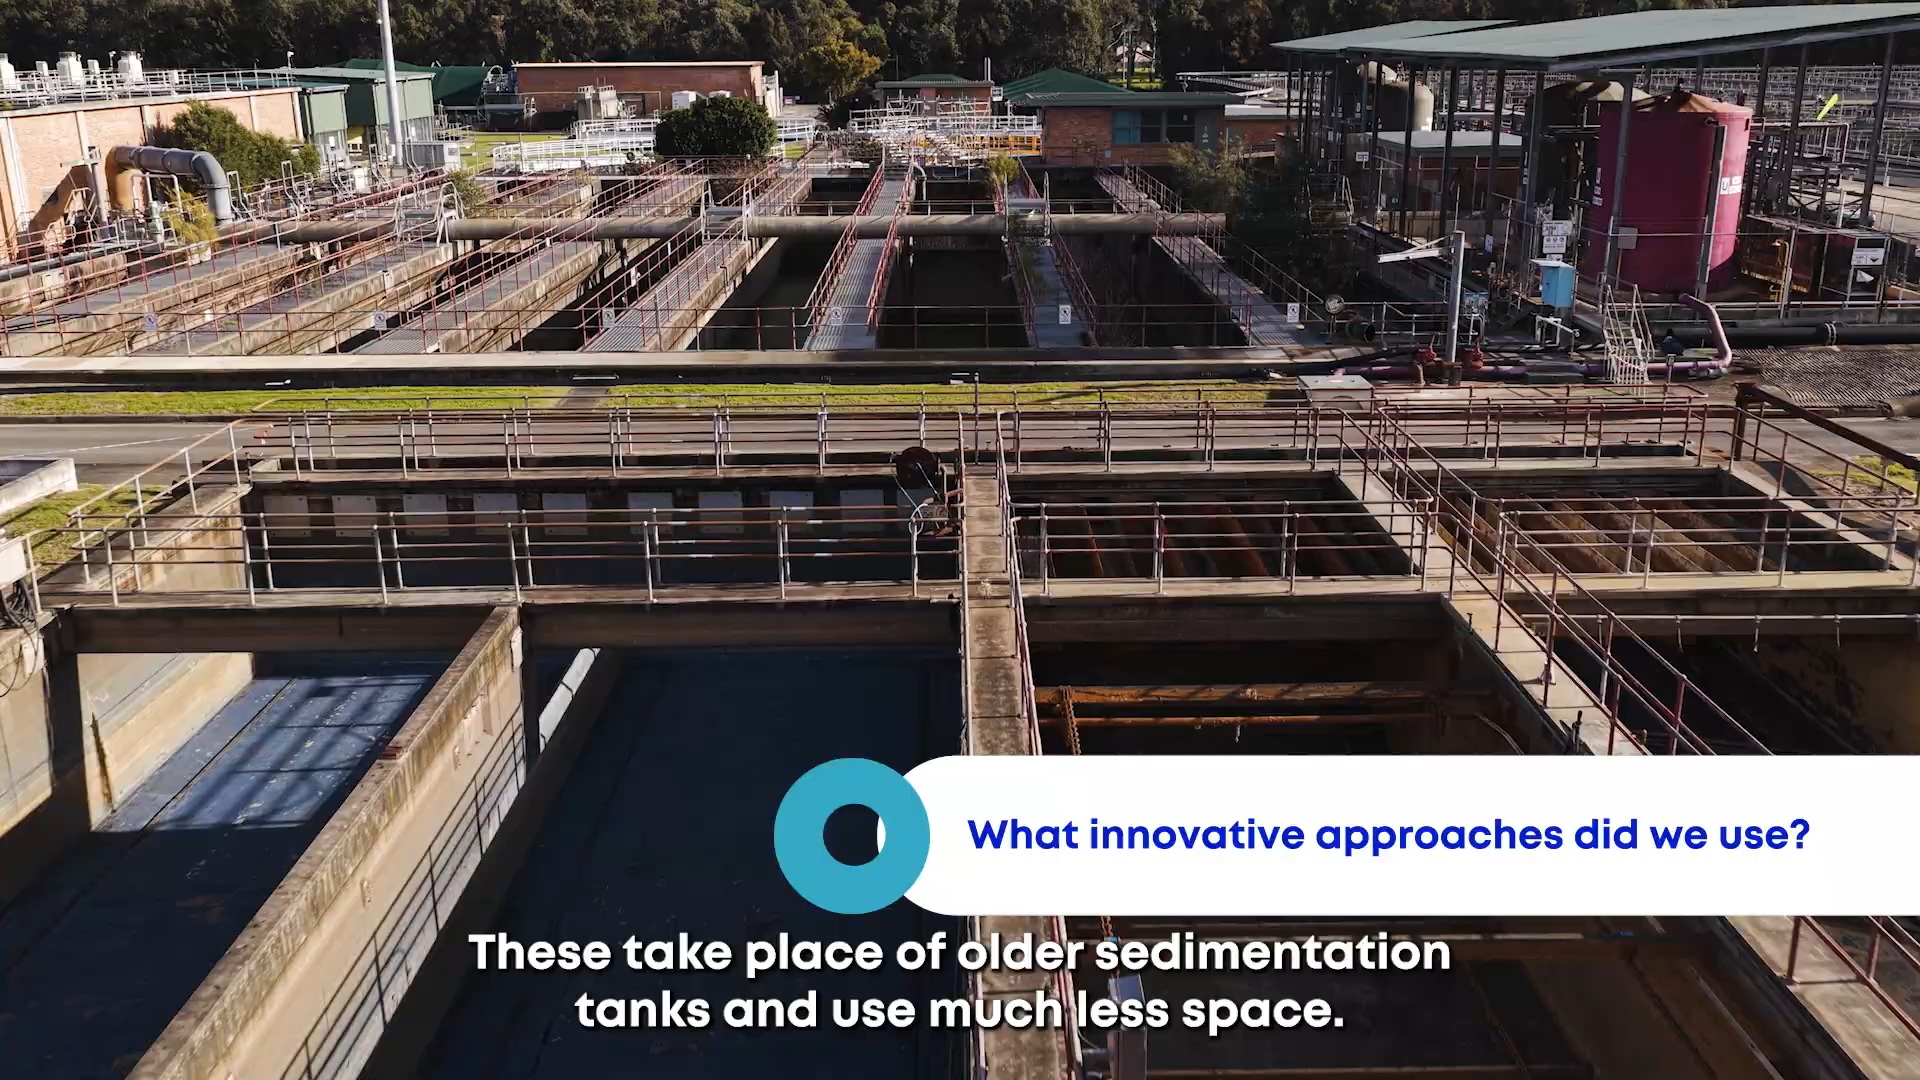 What innovative approaches did we use?
These take place of older sedimentation
tanks and use much less space.